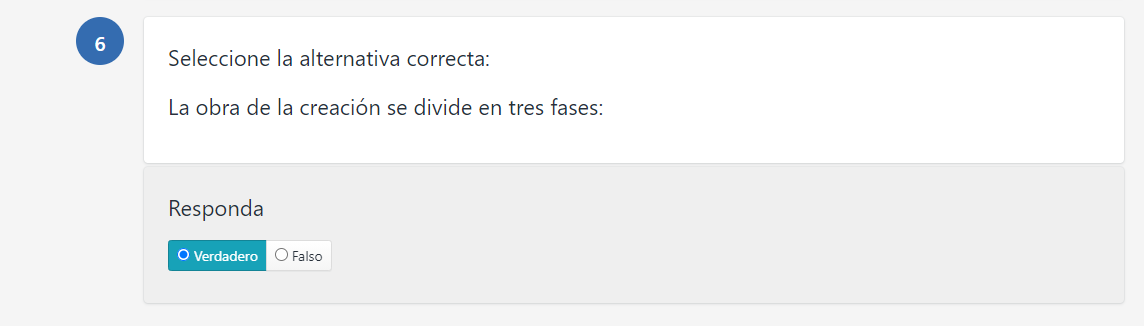 6
Seleccione la alternativa correcta:
La obra de la creación se divide en tres fases:
Responda
Verdadero Falso